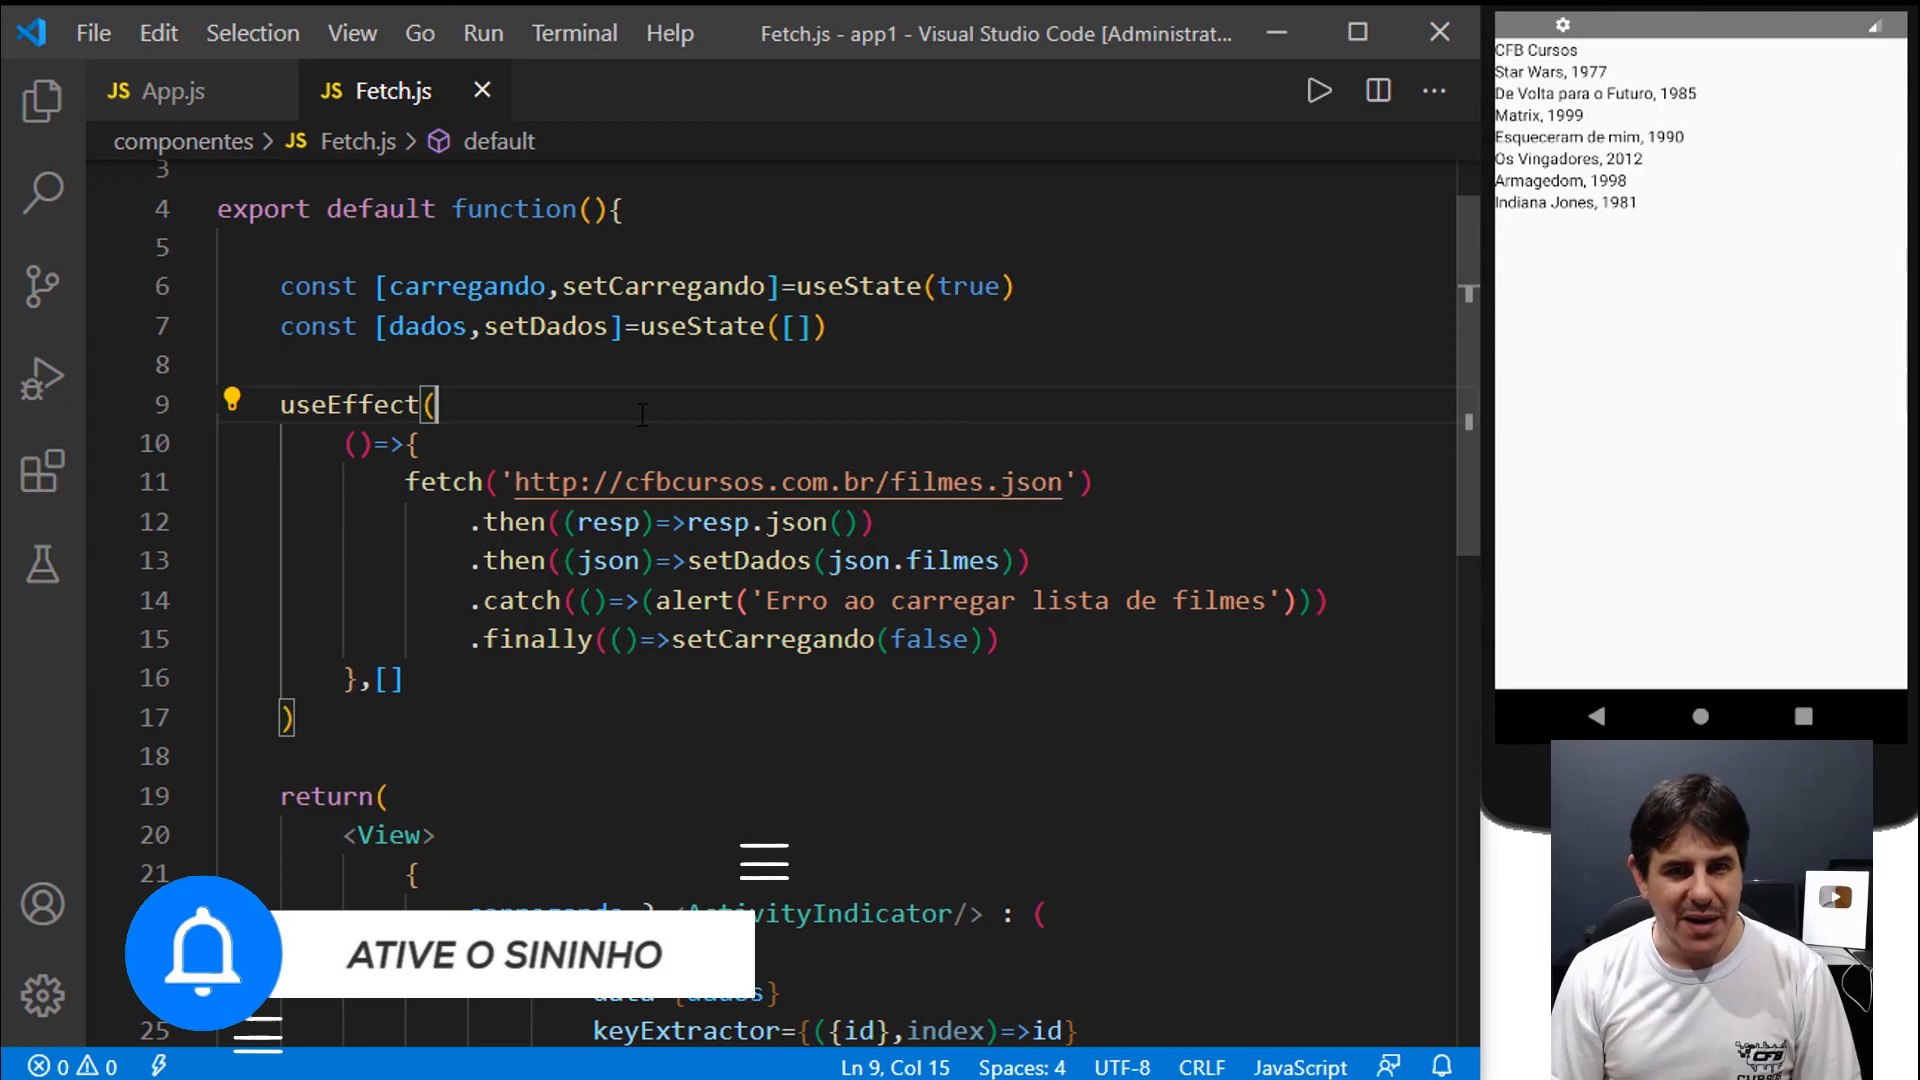 File Edit Selection View Go Run Terminal Help Fetch.js - app1 - Visual Studio Code [Administrat...
JS App.js JS Fetch.js
componentes > JS Fetch.js > default
3
4 export default function(){
5
6 const [carregando,setCarregando]=useState(true)
7 const [dados,setDados]=useState([])
8
9 useEffect(
10 ()=>{
11 fetch('http://cfbcursos.com.br/filmes.json')
12 .then((resp)=>resp.json())
13 .then((json)=>setDados(json.filmes))
14 .catch(()=>(alert('Erro ao carregar lista de filmes')))
15 .finally(()=>setCarregando(false))
16 },[]
17 )
18
19 return(
20 <View>
21 {
ActivityIndicator/> : (
ATIVE O SININHO
25 keyExtractor={({id},index)=>id}
0 0 Ln 9, Col 15 Spaces: 4 UTF-8 CRLF JavaScript
CFB Cursos
Star Wars, 1977
De Volta para o Futuro, 1985
Matrix, 1999
Esqueceram de mim, 1990
Os Vingadores, 2012
Armagedom, 1998
Indiana Jones, 1981
CFB
CURSOS